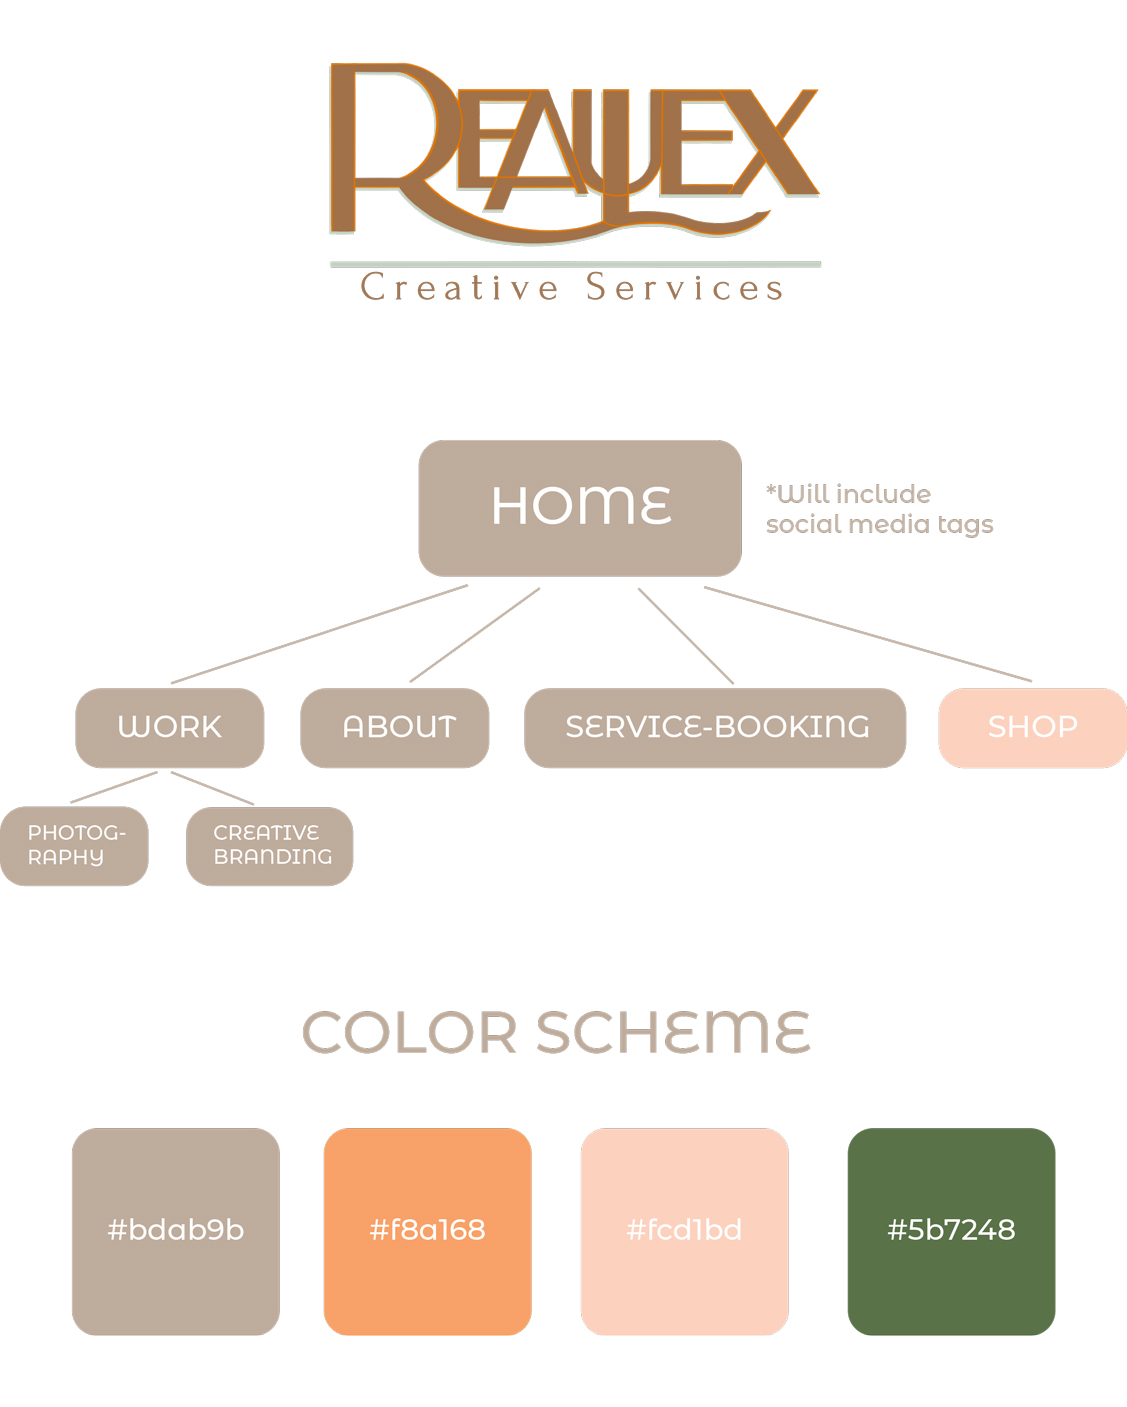 REALLEX
Creative Services
HOME
*Will include
social media tags
WORK
ABOUT
SERVICE-BOOKING
SHOP
PHOTOG-
RAPHY
CREATIVE
BRANDING
COLOR SCHEME
#bdab9b
#f8a168
#fcd1bd
#5b7248